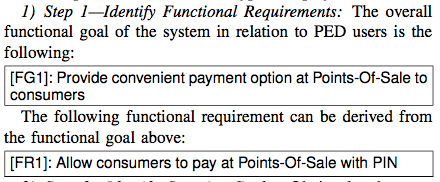 1) Step 1—Identify Functional Requirements: The overall
functional goal of the system in relation to PED users is the
following:
[FG1]: Provide convenient payment option at Points-Of-Sale to
consumers
The following functional requirement can be derived from
the functional goal above:
[FR1]: Allow consumers to pay at Points-Of-Sale with PIN